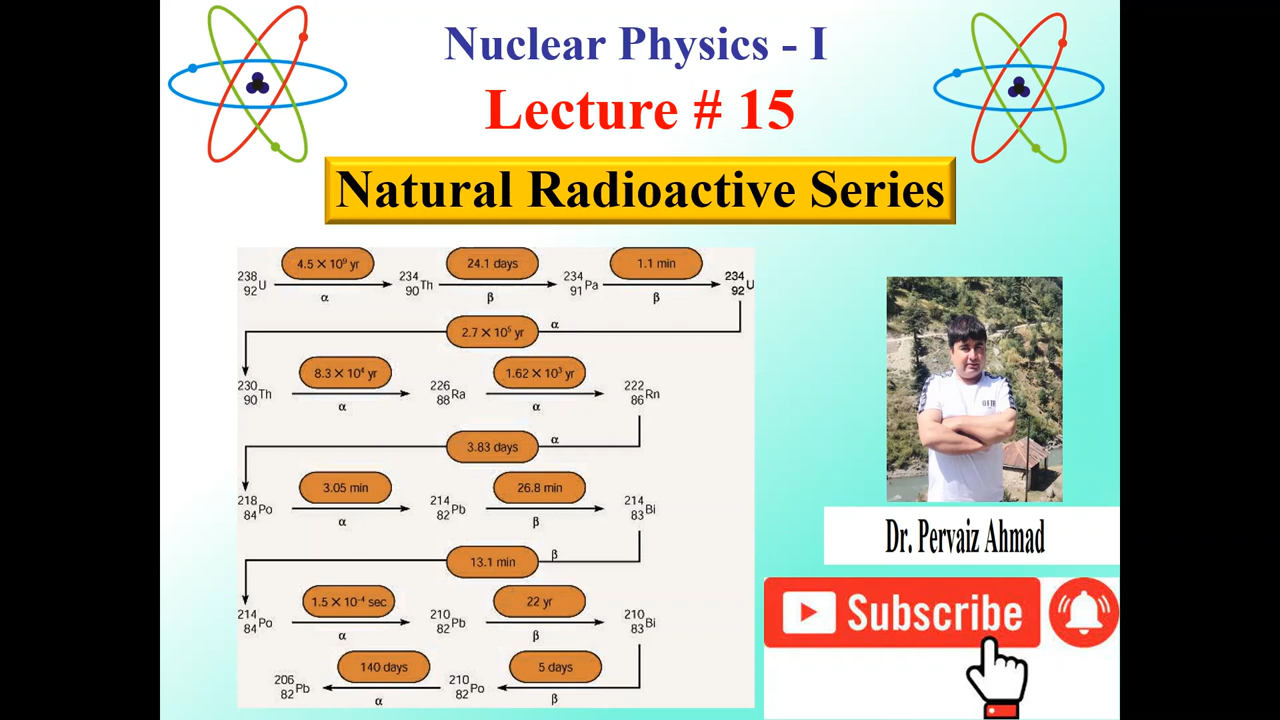 Nuclear Physics - I
Lecture # 15
Natural Radioactive Series
4.5 × 10⁹ yr 24.1 days 1.1 min
²³⁸₉₂U α ²³⁴₉₀Th β ²³⁴₉₁Pa β ²³⁴₉₂U
2.7 × 10⁵ yr α
8.3 × 10⁴ yr 1.62 × 10³ yr
²³⁰₉₀Th α ²²⁶₈₈Ra α ²²²₈₆Rn
3.83 days α
3.05 min 26.8 min
²¹⁸₈₄Po α ²¹⁴₈₂Pb β ²¹⁴₈₃Bi
13.1 min β
1.5 × 10⁻⁴ sec 22 yr
²¹⁴₈₄Po α ²¹⁰₈₂Pb β ²¹⁰₈₃Bi
140 days 5 days
²⁰⁶₈₂Pb α ²¹⁰₈₂Po β
Dr. Pervaiz Ahmad
Subscribe